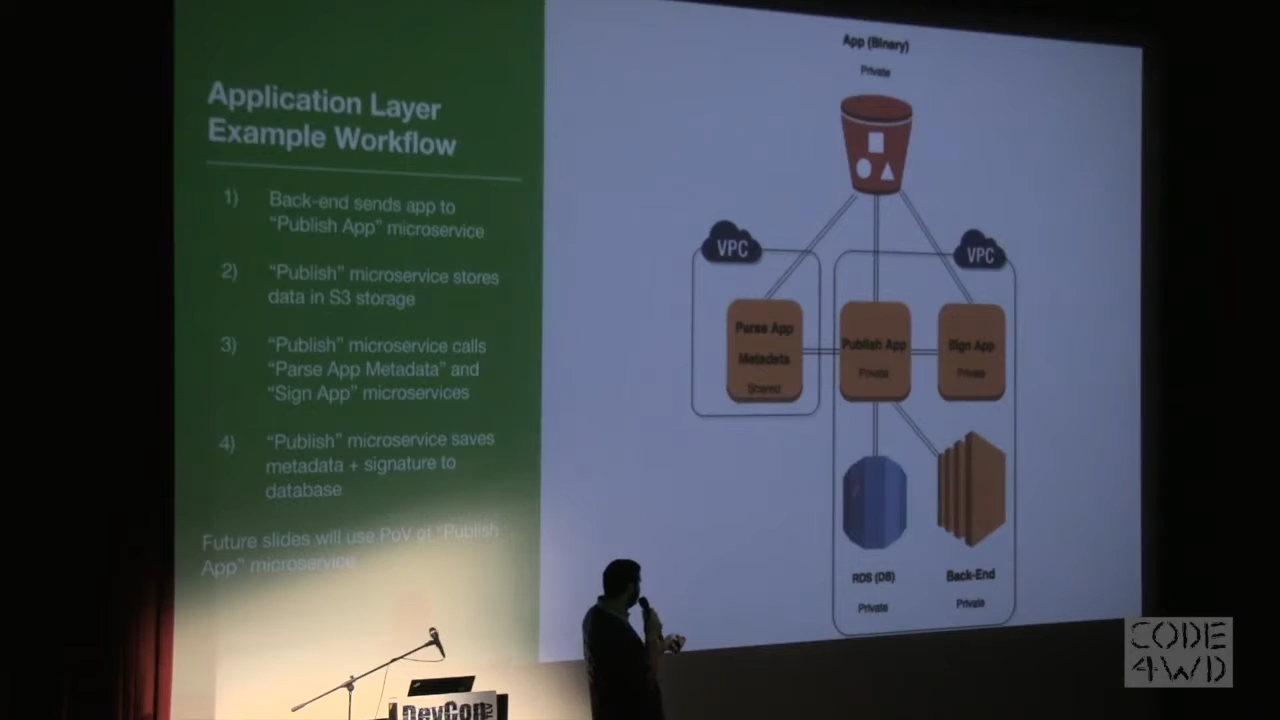 Application Layer
Example Workflow
1) Back-end sends app to
“Publish App” microservice
2) “Publish” microservice stores
data in S3 storage
3) “Publish” microservice calls
“Parse App Metadata” and
“Sign App” microservices
4) “Publish” microservice saves
metadata + signature to
database
Future slides will use PoV of “Publish
App” microservice
App (Binary)
Private
VPC
VPC
Parse App
Metadata
Shared
Publish App
Private
Sign App
Private
RDS (DB)
Private
Back-End
Private
DevCon
TLV
CODE
4WD